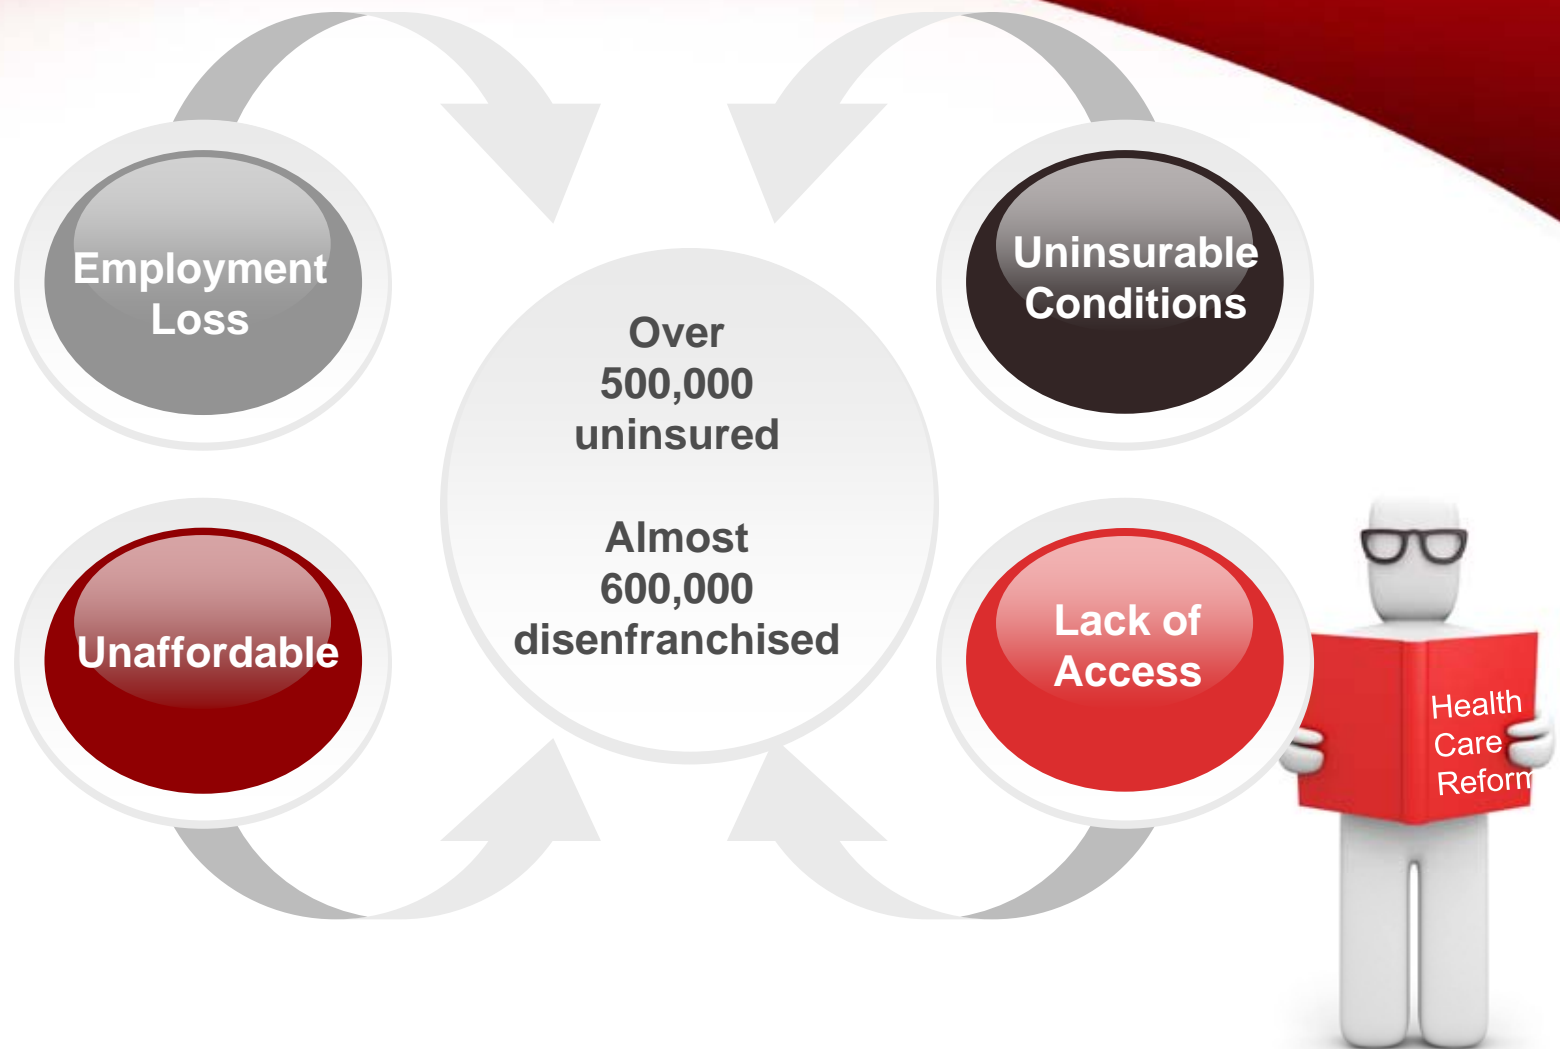 Employment
Loss
Uninsurable
Conditions
Over
500,000
uninsured
Almost
600,000
disenfranchised
Unaffordable
Lack of
Access
Health
Care
Reform